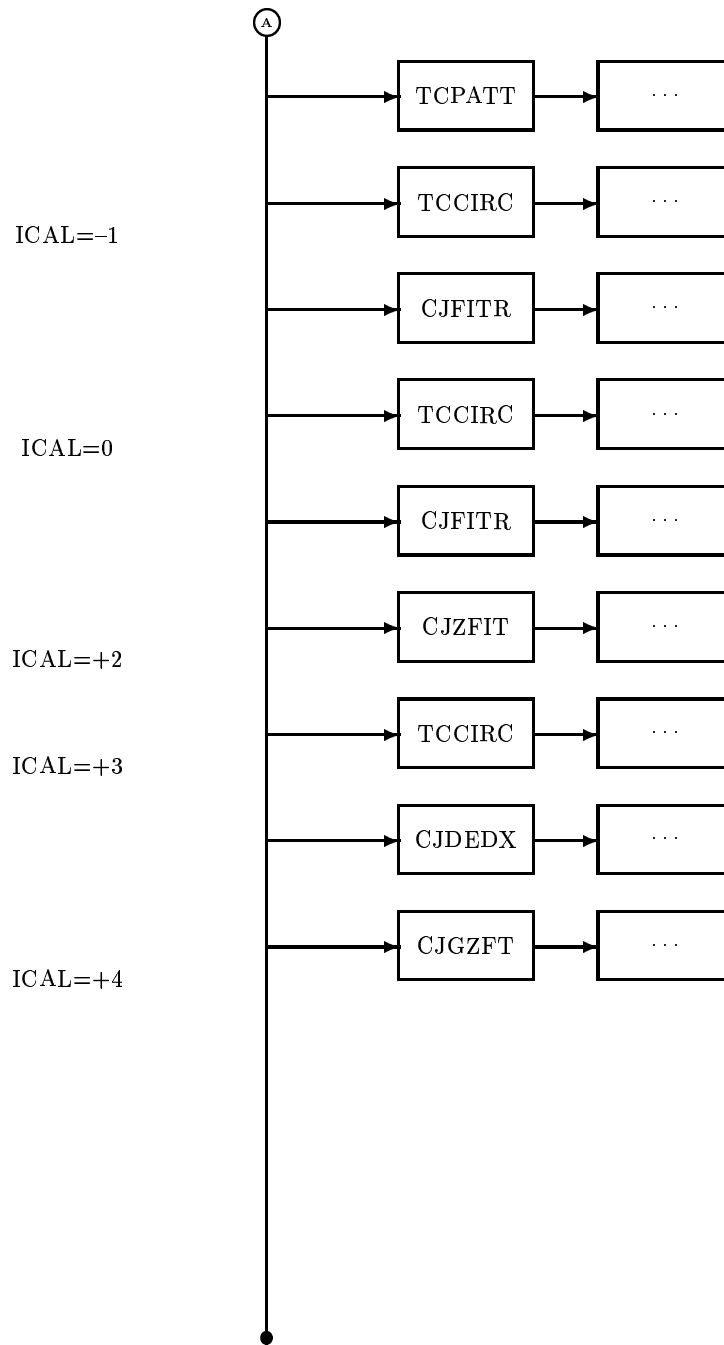 A
TCPATT · · ·
TCCIRC · · ·
ICAL=–1
CJFITR · · ·
TCCIRC · · ·
ICAL=0
CJFITR · · ·
CJZFIT · · ·
ICAL=+2
TCCIRC · · ·
ICAL=+3
CJDEDX · · ·
CJGZFT · · ·
ICAL=+4